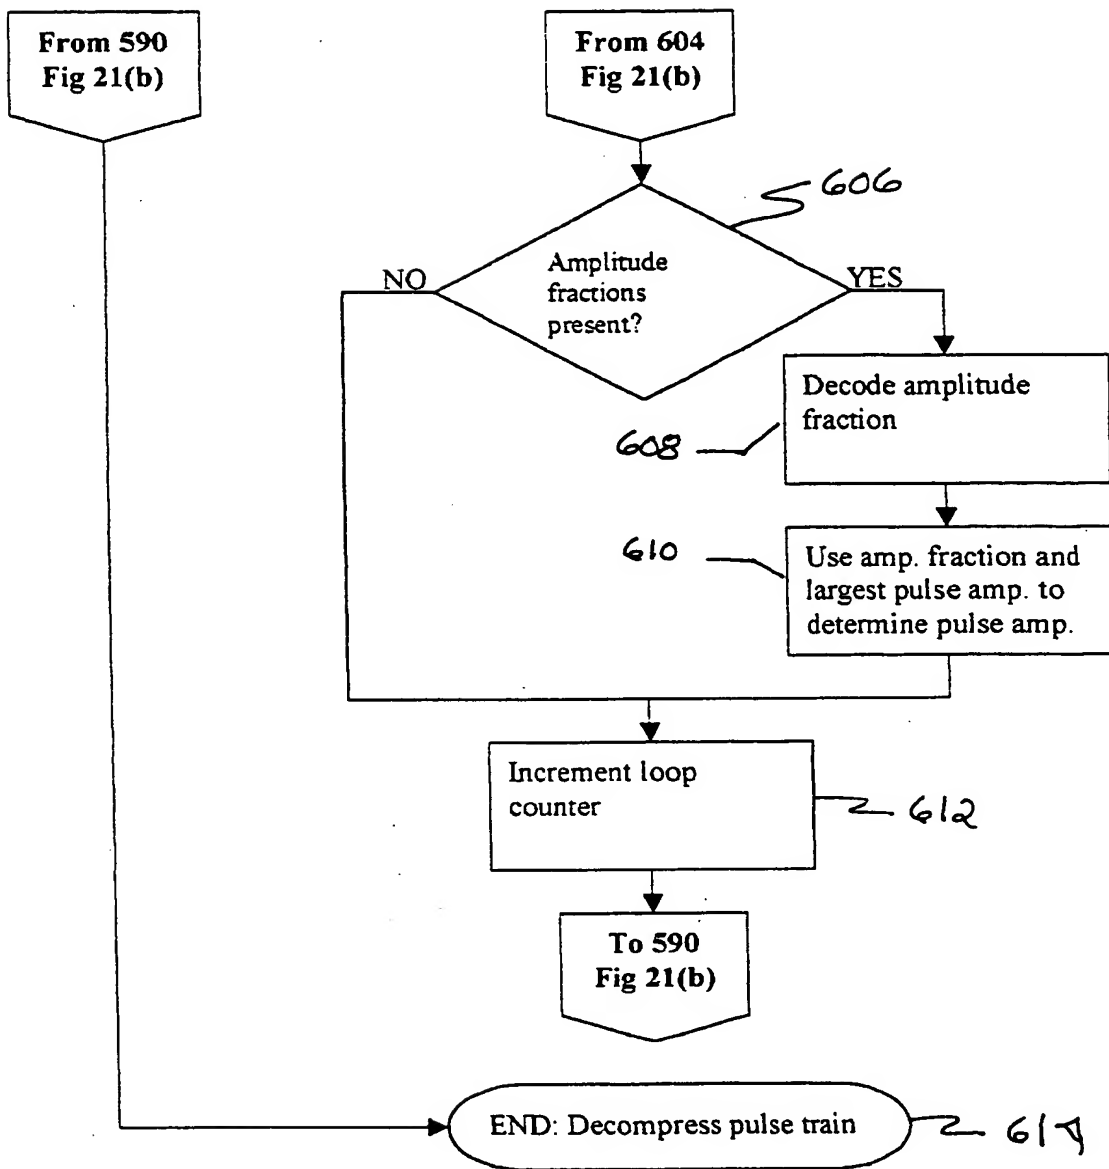 From 590
Fig 21(b)
From 604
Fig 21(b)
606
NO
Amplitude
fractions
present?
YES
Decode amplitude
fraction
608
610
Use amp. fraction and
largest pulse amp. to
determine pulse amp.
Increment loop
counter
612
To 590
Fig 21(b)
END: Decompress pulse train
614